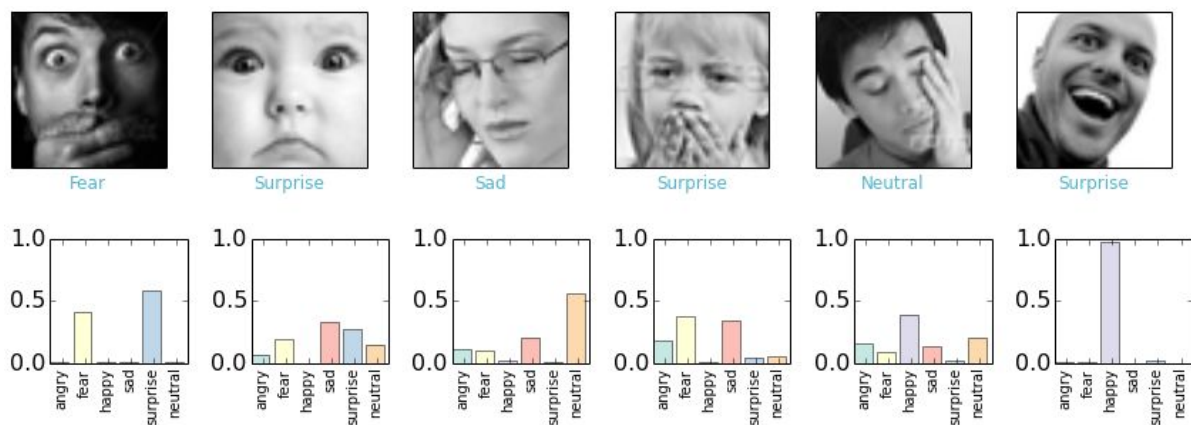 Fear Surprise Sad Surprise Neutral Surprise
1.0 1.0 1.0 1.0 1.0 1.0
0.5 0.5 0.5 0.5 0.5 0.5
0.0 0.0 0.0 0.0 0.0 0.0
angry fear happy sad surprise neutral angry fear happy sad surprise neutral angry fear happy sad surprise neutral angry fear happy sad surprise neutral angry fear happy sad surprise neutral angry fear happy sad surprise neutral